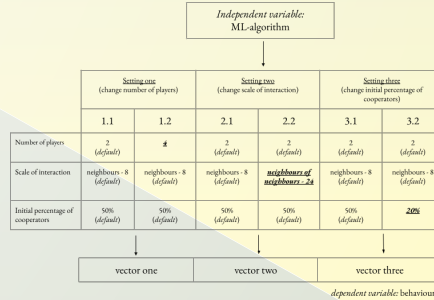 Independent variable:
ML-algorithm
Setting one
(change number of
players)
Setting two
(change scale of interaction)
Setting three
(change initial percentage of
cooperators)
1.1
1.2
2.1
2.2
3.1
3.2
Number of players
2
(default)
2
(default)
2
(default)
2
(default)
2
(default)
Scale of interaction
neighbours - 8
(default)
neighbours - 8
(default)
neighbours - 8
(default)
neighbours of
neighbours - 24
neighbours - 8
(default)
neighbours - 8
(default)
Initial percentage of
cooperators
50%
(default)
50%
(default)
50%
(default)
50%
(default)
50%
(default)
20%
vector one
vector two
vector three
dependent variable: behaviour